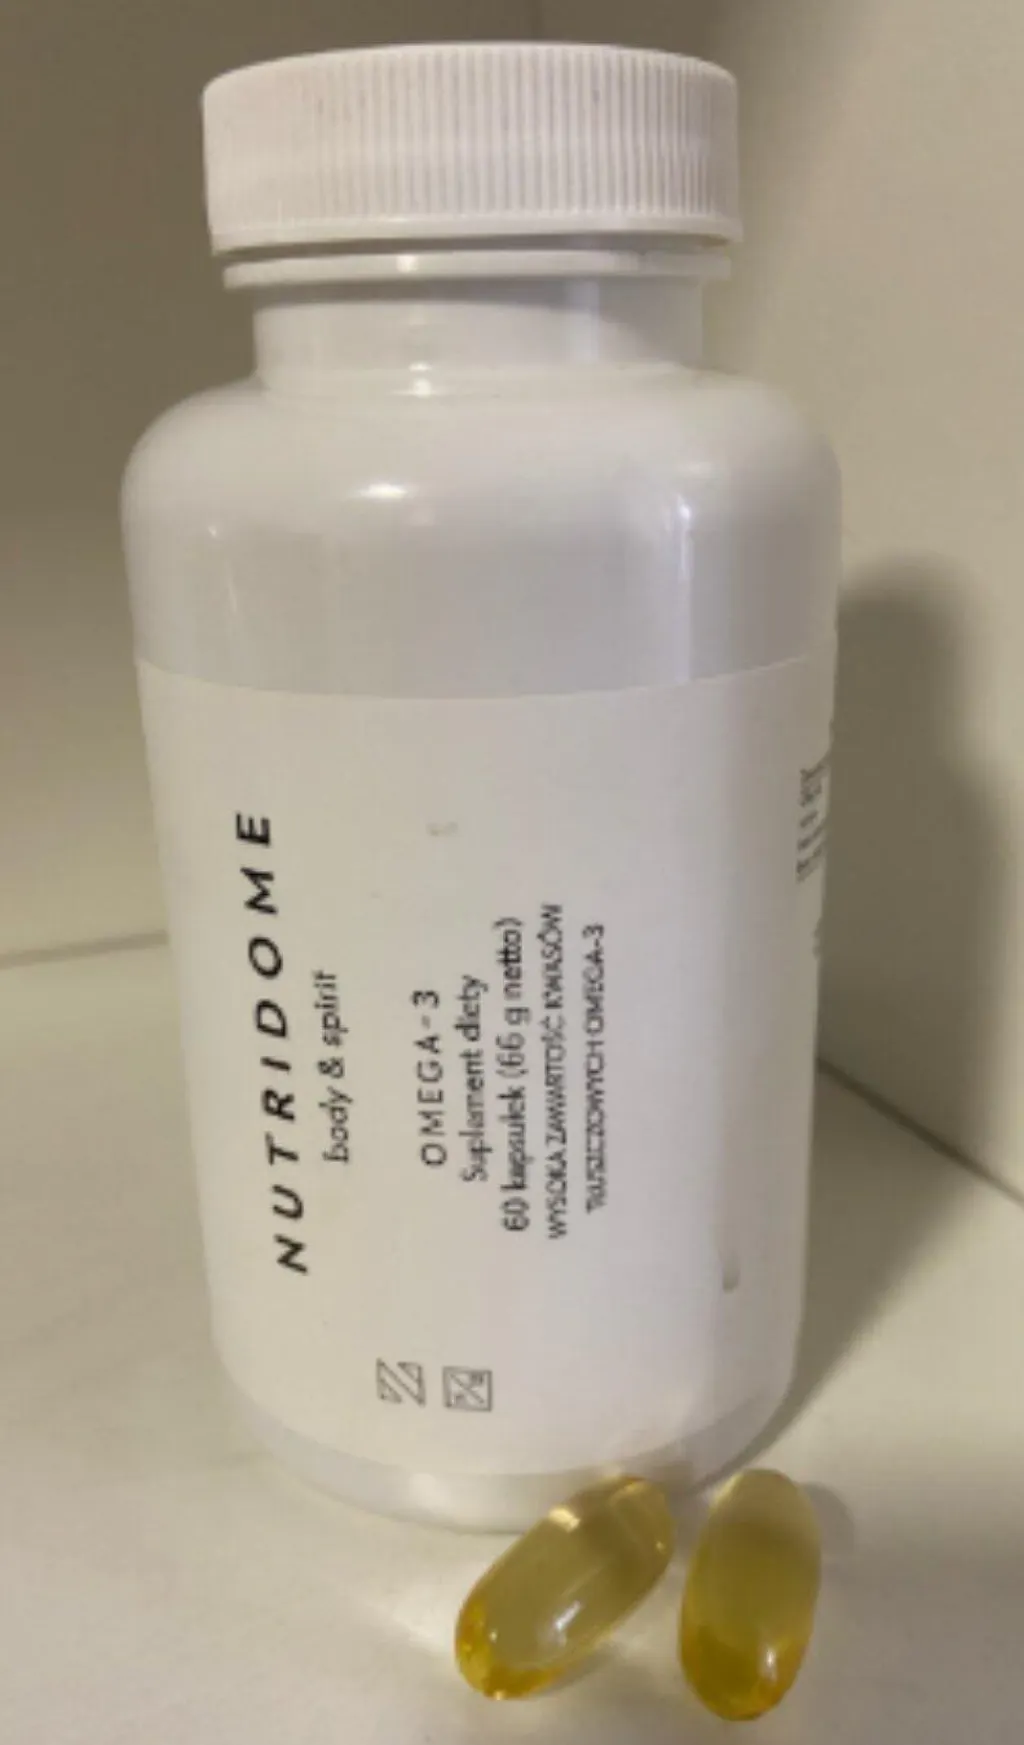 NUTRIDOME
body & spirit
OMEGA-3
Suplement diety
60 kapsułek (66 g netto)
WYSOKA ZAWARTOŚĆ KWASÓW
TŁUSZCZOWYCH OMEGA-3